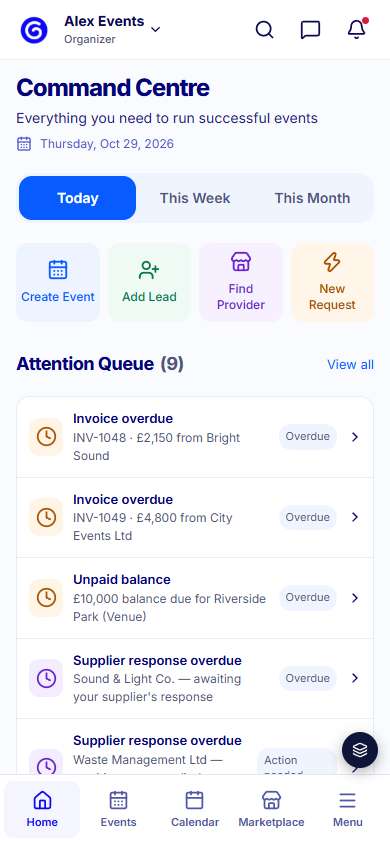 Alex Events
Organizer
Command Centre
Everything you need to run successful events
Thursday, Oct 29, 2026
Today
This Week
This Month
Create Event
Add Lead
Find
Provider
New
Request
Attention Queue (9)
View all
Invoice overdue
INV-1048 · £2,150 from Bright
Sound
Overdue
Invoice overdue
INV-1049 · £4,800 from City
Events Ltd
Overdue
Unpaid balance
£10,000 balance due for Riverside
Park (Venue)
Overdue
Supplier response overdue
Sound & Light Co. — awaiting
your supplier's response
Overdue
Supplier response overdue
Waste Management Ltd —
Action
Home
Events
Calendar
Marketplace
Menu